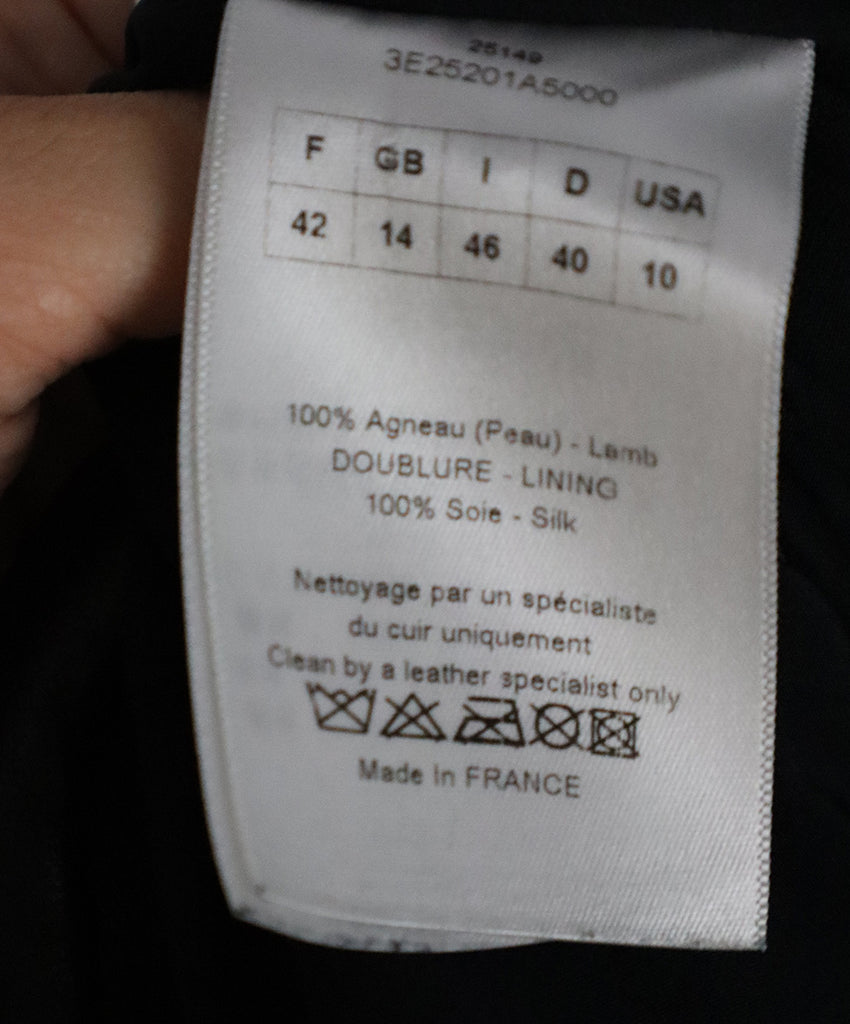 25149
3E25201A5000
F GB I D USA
42 14 46 40 10
100% Agneau (Peau) - Lamb
DOUBLURE - LINING
100% Soie - Silk
Nettoyage par un spécialiste
du cuir uniquement
Clean by a leather specialist only
Made in FRANCE